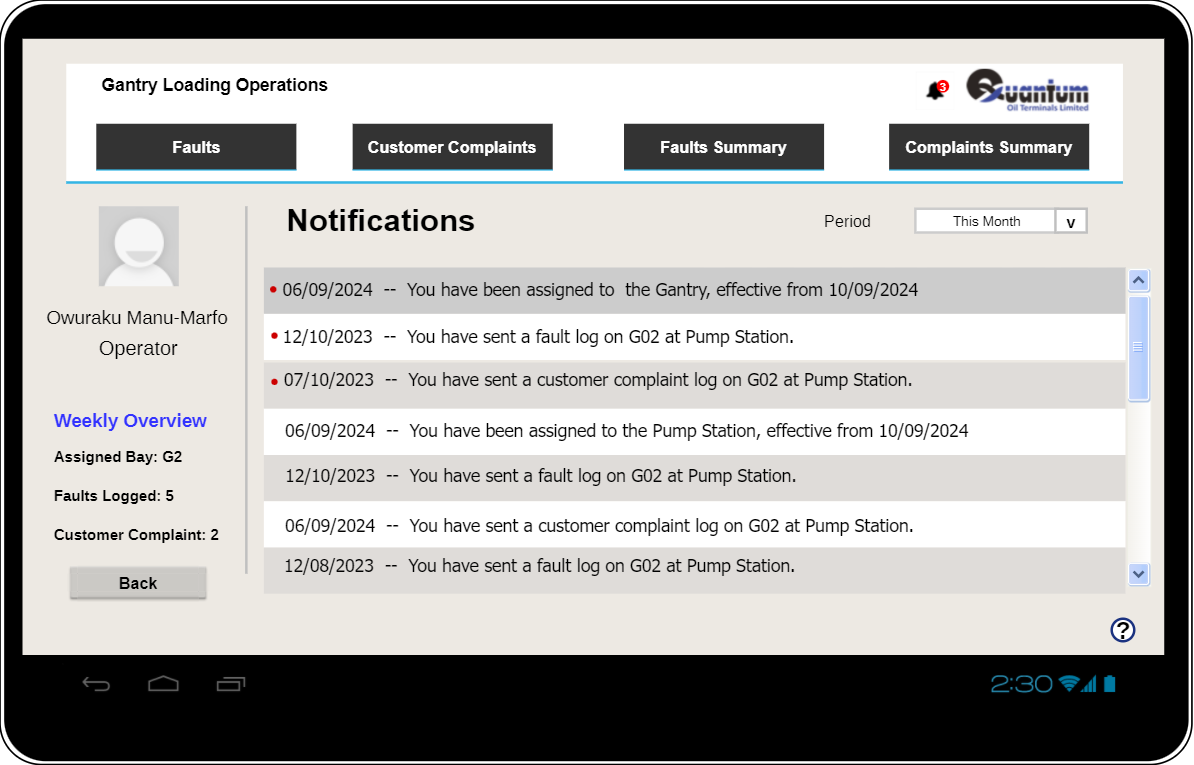 Gantry Loading Operations
3
Quantum
Oil Terminals Limited
Faults
Customer Complaints
Faults Summary
Complaints Summary
Notifications
Period
This Month
v
Owuraku Manu-Marfo
Operator
Weekly Overview
Assigned Bay: G2
Faults Logged: 5
Customer Complaint: 2
Back
06/09/2024 -- You have been assigned to the Gantry, effective from 10/09/2024
12/10/2023 -- You have sent a fault log on G02 at Pump Station.
07/10/2023 -- You have sent a customer complaint log on G02 at Pump Station.
06/09/2024 -- You have been assigned to the Pump Station, effective from 10/09/2024
12/10/2023 -- You have sent a fault log on G02 at Pump Station.
06/09/2024 -- You have sent a customer complaint log on G02 at Pump Station.
12/08/2023 -- You have sent a fault log on G02 at Pump Station.
?
2:30